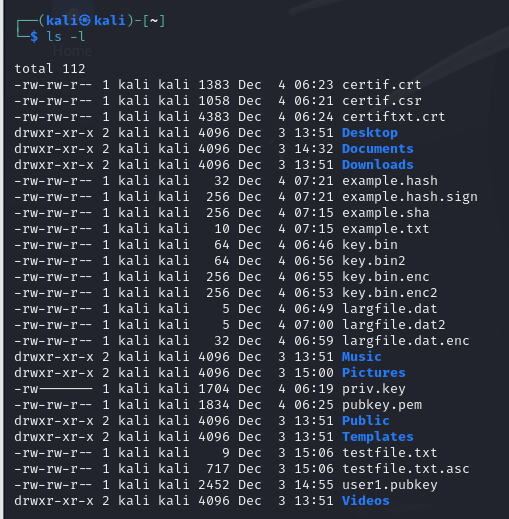 ┌──(kali㉿kali)-[~]
└─$ ls -l
Home
total 112
-rw-rw-r-- 1 kali kali 1383 Dec  4 06:23 certif.crt
-rw-rw-r-- 1 kali kali 1058 Dec  4 06:21 certif.csr
-rw-rw-r-- 1 kali kali 4383 Dec  4 06:24 certiftxt.crt
drwxr-xr-x 2 kali kali 4096 Dec  3 13:51 Desktop
drwxr-xr-x 2 kali kali 4096 Dec  3 14:32 Documents
drwxr-xr-x 2 kali kali 4096 Dec  3 13:51 Downloads
-rw-rw-r-- 1 kali kali   32 Dec  4 07:21 example.hash
-rw-rw-r-- 1 kali kali  256 Dec  4 07:21 example.hash.sign
-rw-rw-r-- 1 kali kali  256 Dec  4 07:15 example.sha
-rw-rw-r-- 1 kali kali   10 Dec  4 07:15 example.txt
-rw-rw-r-- 1 kali kali   64 Dec  4 06:46 key.bin
-rw-rw-r-- 1 kali kali   64 Dec  4 06:56 key.bin2
-rw-rw-r-- 1 kali kali  256 Dec  4 06:55 key.bin.enc
-rw-rw-r-- 1 kali kali  256 Dec  4 06:53 key.bin.enc2
-rw-rw-r-- 1 kali kali    5 Dec  4 06:49 largfile.dat
-rw-rw-r-- 1 kali kali    5 Dec  4 07:00 largfile.dat2
-rw-rw-r-- 1 kali kali   32 Dec  4 06:59 largfile.dat.enc
drwxr-xr-x 2 kali kali 4096 Dec  3 13:51 Music
drwxr-xr-x 2 kali kali 4096 Dec  3 15:00 Pictures
-rw------- 1 kali kali 1704 Dec  4 06:19 priv.key
-rw-rw-r-- 1 kali kali 1834 Dec  4 06:25 pubkey.pem
drwxr-xr-x 2 kali kali 4096 Dec  3 13:51 Public
drwxr-xr-x 2 kali kali 4096 Dec  3 13:51 Templates
-rw-rw-r-- 1 kali kali    9 Dec  3 15:06 testfile.txt
-rw-rw-r-- 1 kali kali  717 Dec  3 15:06 testfile.txt.asc
-rw-rw-r-- 1 kali kali 2452 Dec  3 14:55 user1.pubkey
drwxr-xr-x 2 kali kali 4096 Dec  3 13:51 Videos